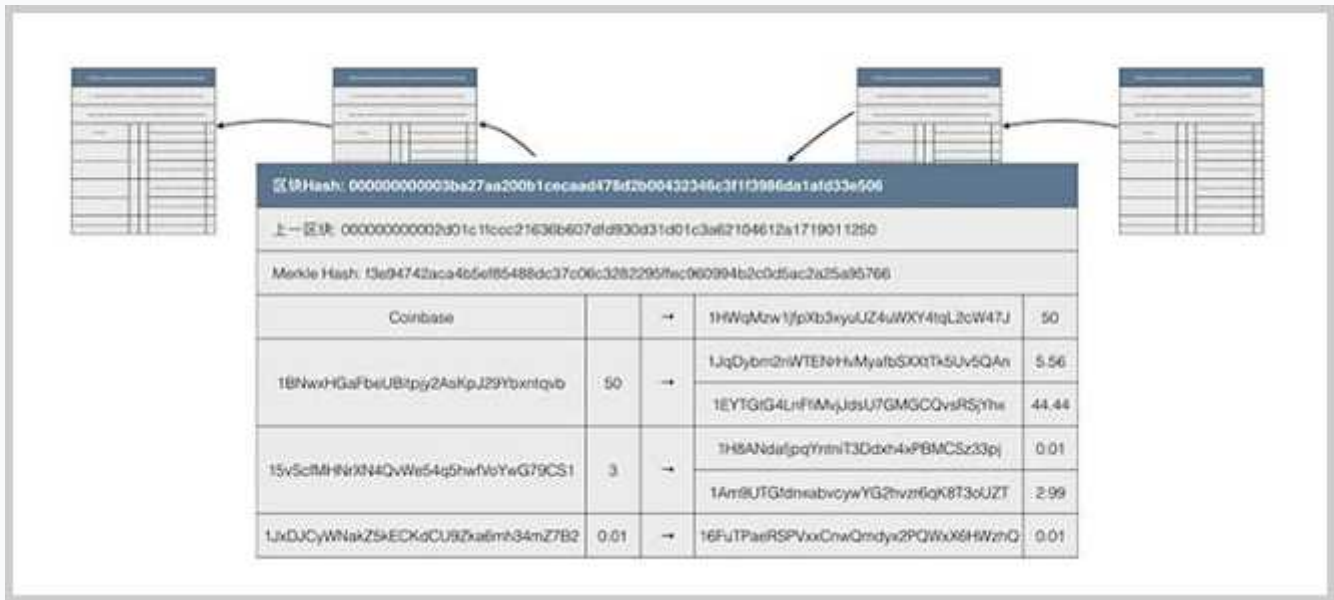 区块Hash: 000000000003ba27aa200b1cecaad478d2b00432346c3f1f3986da1afd33e506
上一区块: 000000000002d01c1fccc21636b607dfd930d31d01c3a62104612a1719011250
Merkle Hash: f3e94742aca4b5ef85488dc37c06c3282295ffec960994b2c0d5ac2a25a95766
Coinbase → 1HWqMzw1jfpXb3xyuUZ4uWXY4tqL2cW47J 50
1BNwxHGaFbeUBitpjy2AsKpJ29Ybxntqvb 50 → 1JqDybm2nWTENrHvMyafbSXXtTk5Uv5QAn 5.56
1EYTGtG4LnFfiMvjJdsU7GMGCQvsRSjYhx 44.44
15vScfMHNrXN4QvWe54q5hwfVoYwG79CS1 3 → 1H8ANdafjpqYntniT3Ddxh4xPBMCSz33pj 0.01
1Am9UTGfdnxabvcywYG2hvzr6qK8T3oUZT 2.99
1JxDJCyWNakZ5kECKdCU9Zka6mh34mZ7B2 0.01 → 16FuTPaeRSPVxxCnwQmdyx2PQWxX6HWzhQ 0.01